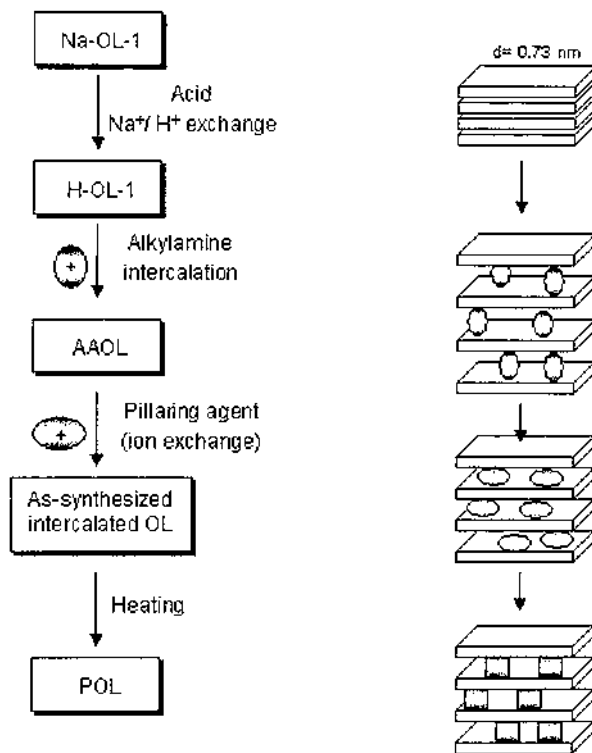 Na-OL-1
d= 0.73 nm
Acid
Na⁺/ H⁺ exchange
H-OL-1
+
Alkylamine
intercalation
AAOL
+
Pillaring agent
(ion exchange)
As-synthesized
intercalated OL
Heating
POL